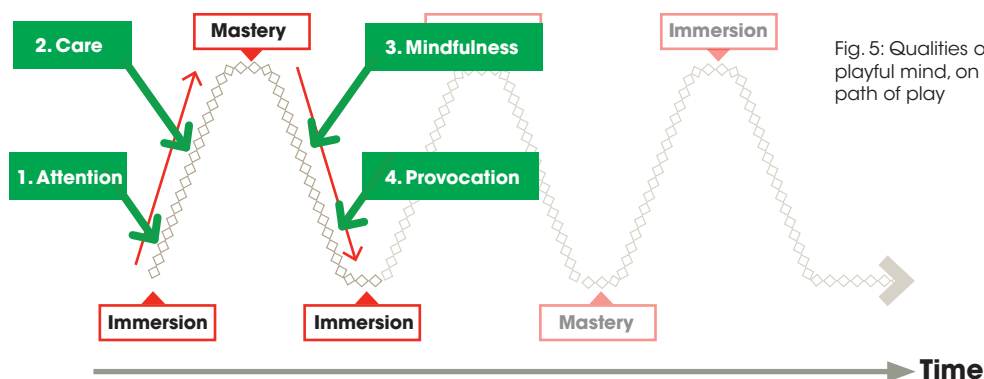 2. Care
Mastery
3. Mindfulness
Immersion
Fig. 5: Qualities o
playful mind, on
path of play
1. Attention
4. Provocation
Immersion
Immersion
Mastery
Time